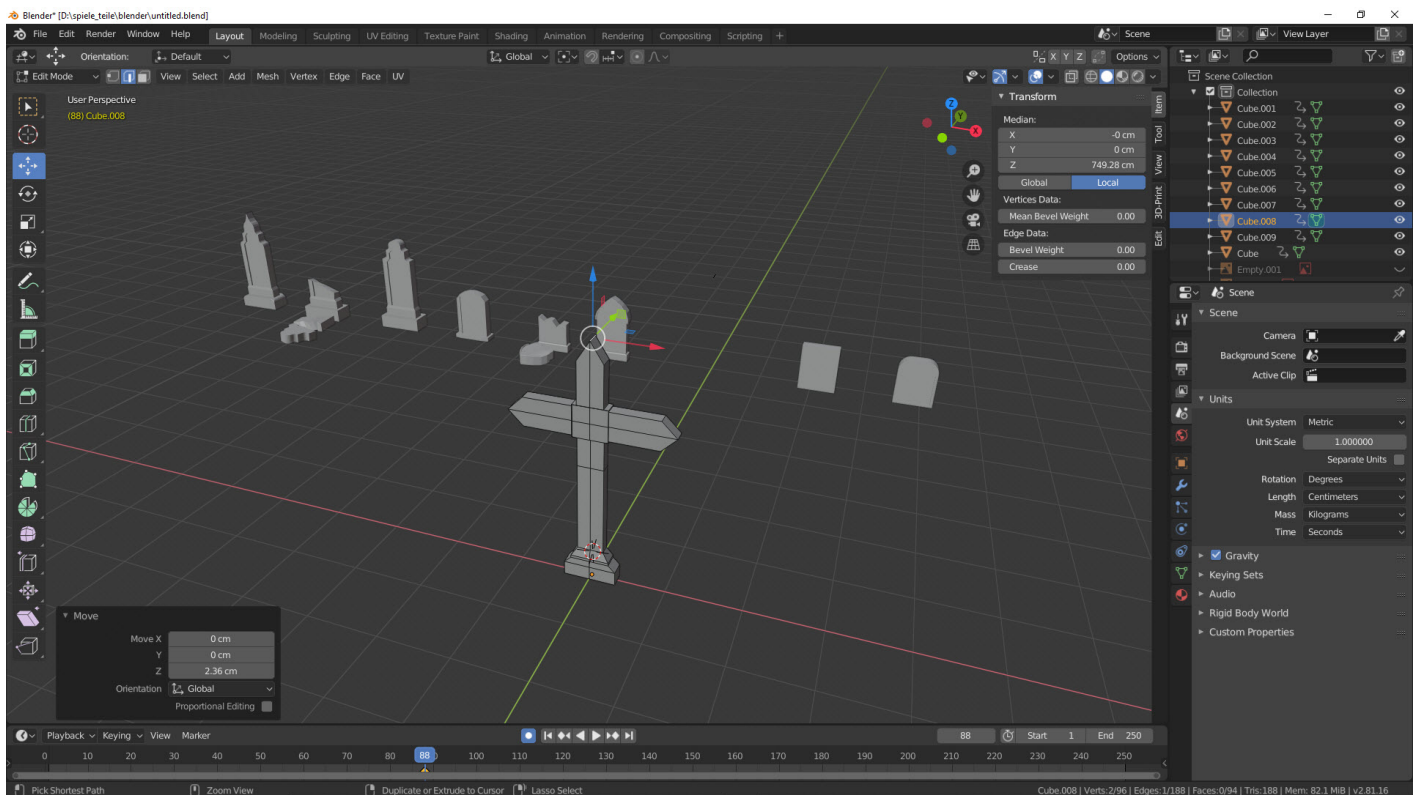 Blender* [D:\spiele_teile\blender\untitled.blend]
File Edit Render Window Help Layout Modeling Sculpting UV Editing Texture Paint Shading Animation Rendering Compositing Scripting + Scene View Layer
Orientation: Default Global X Y Z Options
Edit Mode View Select Add Mesh Vertex Edge Face UV
User Perspective
(88) Cube.008
Z
Y
X
Transform
Median:
X -0 cm
Y 0 cm
Z 749.28 cm
Global Local
Vertices Data:
Mean Bevel Weight 0.00
Edge Data:
Bevel Weight 0.00
Crease 0.00
Item
Tool
View
3D-Print
Edit
Scene Collection
Collection
Cube.001
Cube.002
Cube.003
Cube.004
Cube.005
Cube.006
Cube.007
Cube.008
Cube.009
Cube
Empty.001
Scene
Scene
Camera
Background Scene
Active Clip
Units
Unit System Metric
Unit Scale 1.000000
Separate Units
Rotation Degrees
Length Centimeters
Mass Kilograms
Time Seconds
Gravity
Keying Sets
Audio
Rigid Body World
Custom Properties
Move
Move X 0 cm
Y 0 cm
Z 2.36 cm
Orientation Global
Proportional Editing
Playback Keying View Marker 88 Start 1 End 250
0 10 20 30 40 50 60 70 80 88 100 110 120 130 140 150 160 170 180 190 200 210 220 230 240 250
Pick Shortest Path Zoom View Duplicate or Extrude to Cursor Lasso Select Cube.008 | Verts:2/96 | Edges:1/188 | Faces:0/94 | Tris:188 | Mem: 82.1 MiB | v2.81.16